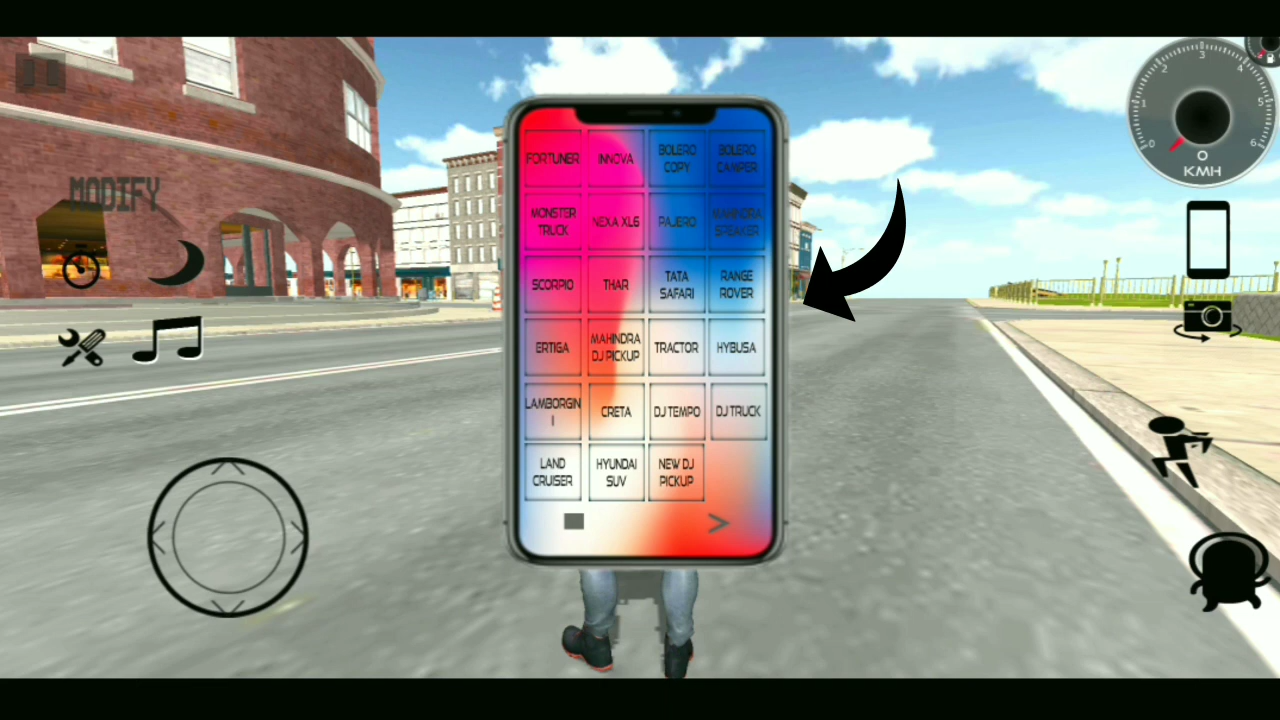 FORTUNER
INNOVA
BOLERO
COPY
BOLERO
CAMPER
MODIFY
MONSTER
TRUCK
NEXA XL6
PAJERO
MAHINDRA
SPEAKER
SCORPIO
THAR
TATA
SAFARI
RANGE
ROVER
ERTIGA
MAHINDRA
DJ PICKUP
TRACTOR
HYBUSA
LAMBORGIN
I
CRETA
DJ TEMPO
DJ TRUCK
LAND
CRUISER
HYUNDAI
SUV
NEW DJ
PICKUP
0 1 2 3 4 5 6
0
KMH